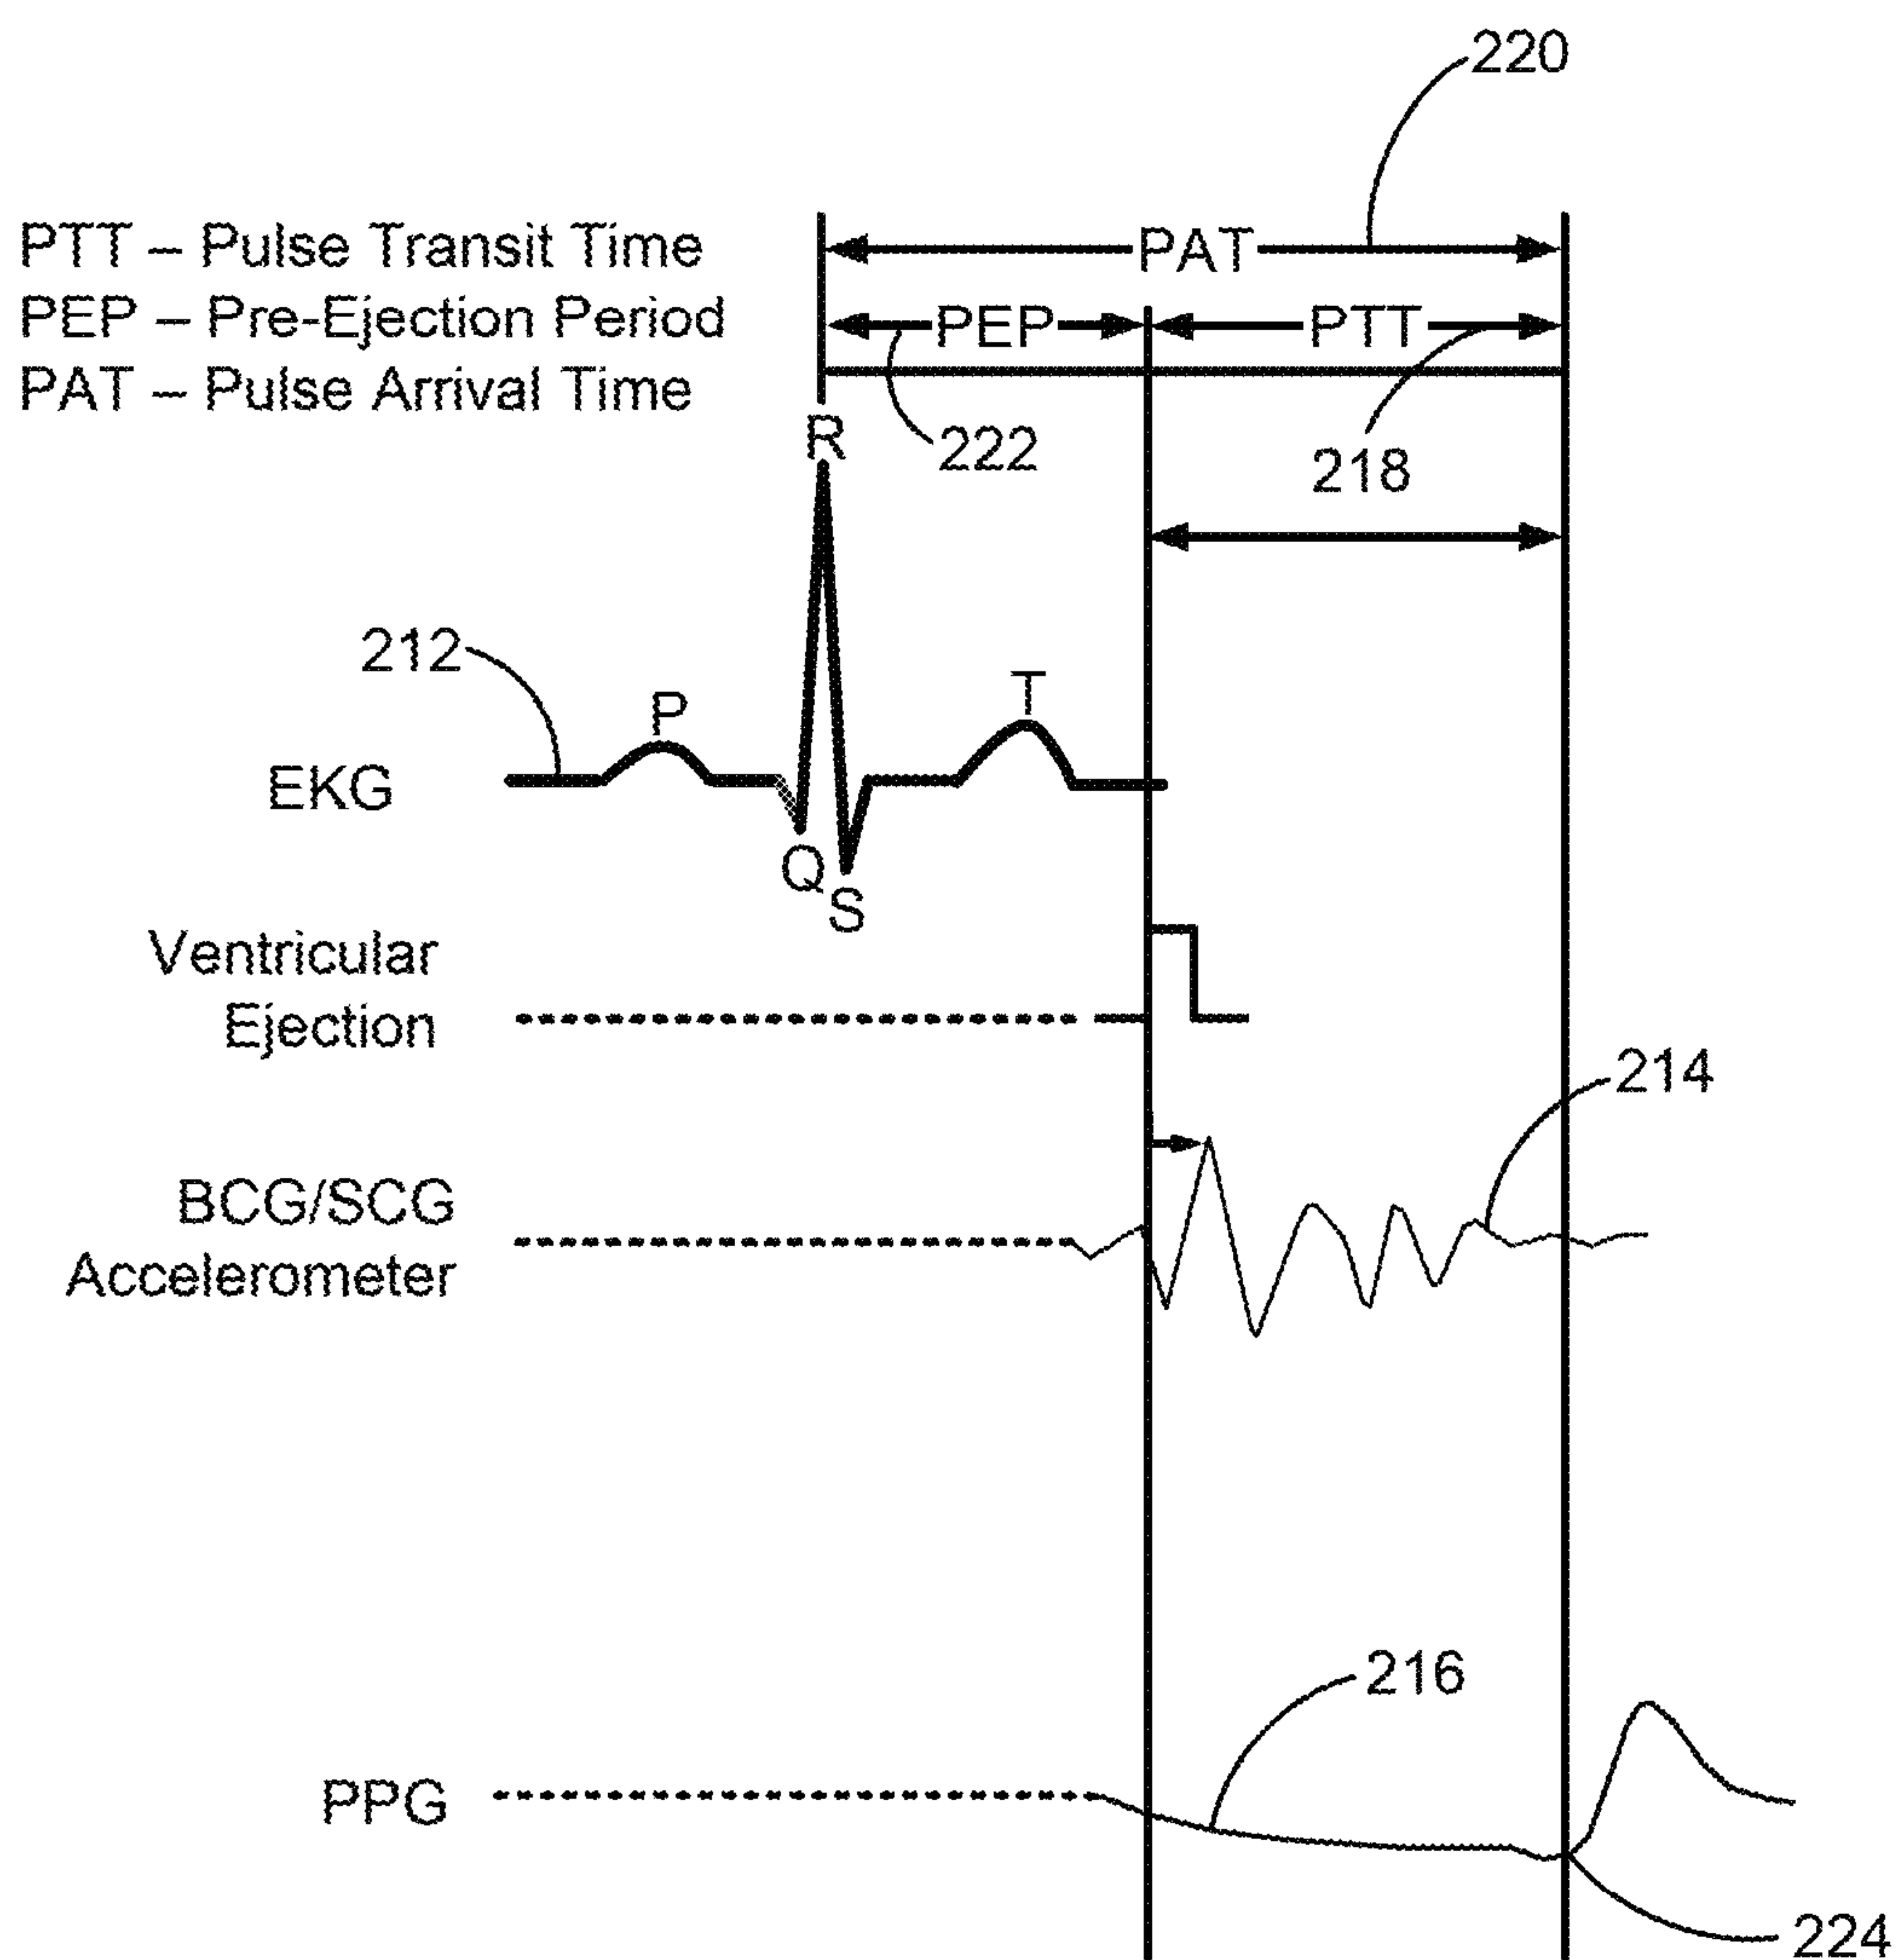 220
PTT – Pulse Transit Time
PAT
PEP – Pre-Ejection Period
PEP
PTT
PAT – Pulse Arrival Time
R
222
218
212
P
T
EKG
Q
S
Ventricular
Ejection
214
BCG/SCG
Accelerometer
216
PPG
224